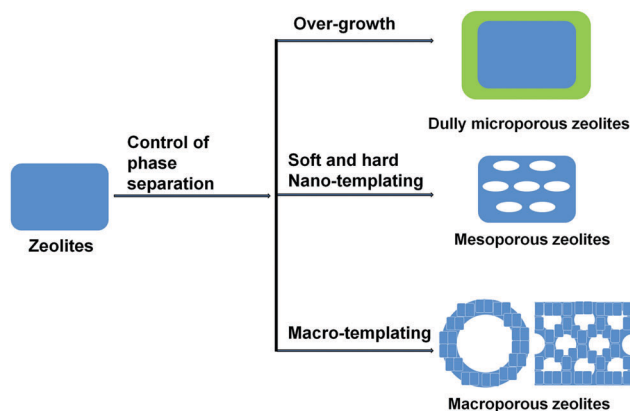 Over-growth
Dully microporous zeolites
Control of
phase
separation
Soft and hard
Nano-templating
Zeolites
Mesoporous zeolites
Macro-templating
Macroporous zeolites